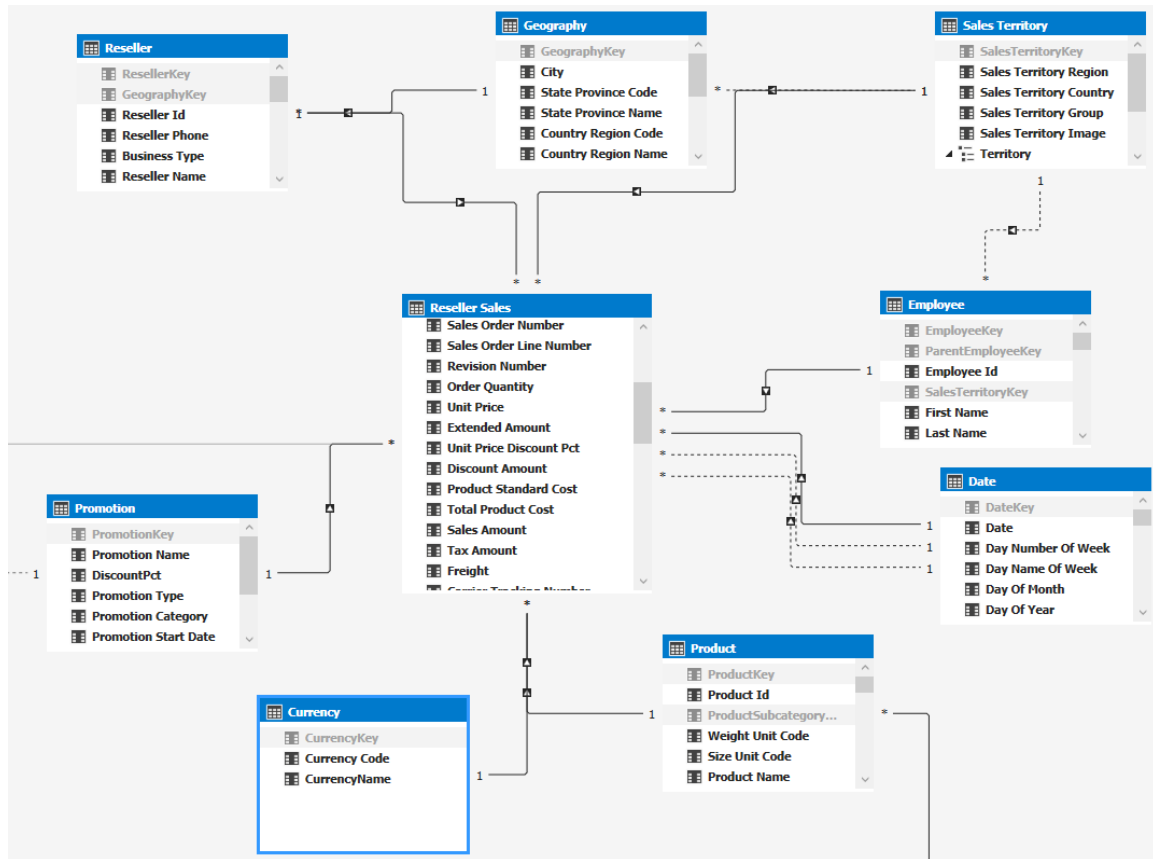 Reseller
ResellerKey
GeographyKey
Reseller Id
Reseller Phone
Business Type
Reseller Name
Geography
GeographyKey
City
State Province Code
State Province Name
Country Region Code
Country Region Name
Sales Territory
SalesTerritoryKey
Sales Territory Region
Sales Territory Country
Sales Territory Group
Sales Territory Image
Territory
*
1
1
*
1
1
*
*
*
Reseller Sales
Sales Order Number
Sales Order Line Number
Revision Number
Order Quantity
Unit Price
Extended Amount
Unit Price Discount Pct
Discount Amount
Product Standard Cost
Total Product Cost
Sales Amount
Tax Amount
Freight
Carrier Tracking Number
Employee
EmployeeKey
ParentEmployeeKey
Employee Id
SalesTerritoryKey
First Name
Last Name
1
*
*
*
*
*
Promotion
PromotionKey
Promotion Name
DiscountPct
Promotion Type
Promotion Category
Promotion Start Date
1
1
Date
DateKey
Date
Day Number Of Week
Day Name Of Week
Day Of Month
Day Of Year
1
1
1
*
Currency
CurrencyKey
Currency Code
CurrencyName
1
Product
ProductKey
Product Id
ProductSubcategory...
Weight Unit Code
Size Unit Code
Product Name
1
*